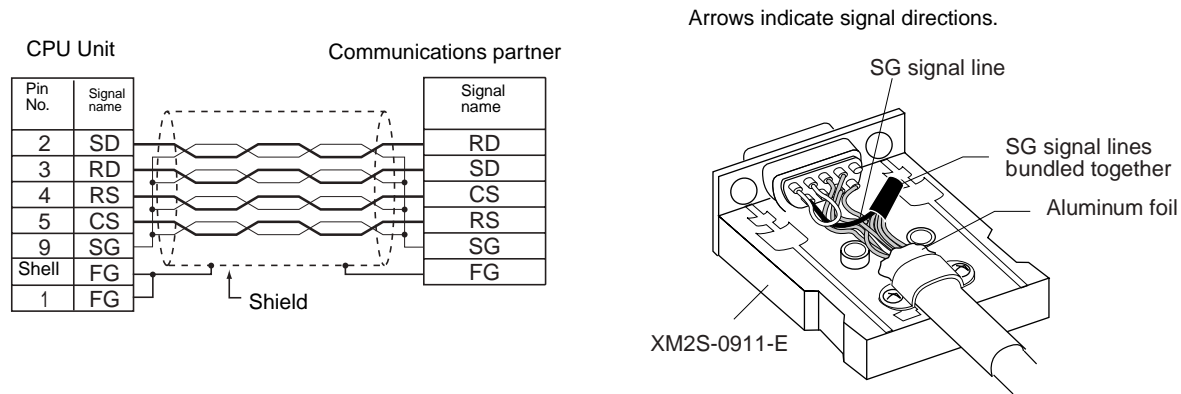 Arrows indicate signal directions.
CPU Unit
Communications partner
Pin No.
Signal name
Signal name
2 SD RD
3 RD SD
4 RS CS
5 CS RS
9 SG SG
Shell FG FG
1 FG
Shield
SG signal line
SG signal lines
bundled together
Aluminum foil
XM2S-0911-E